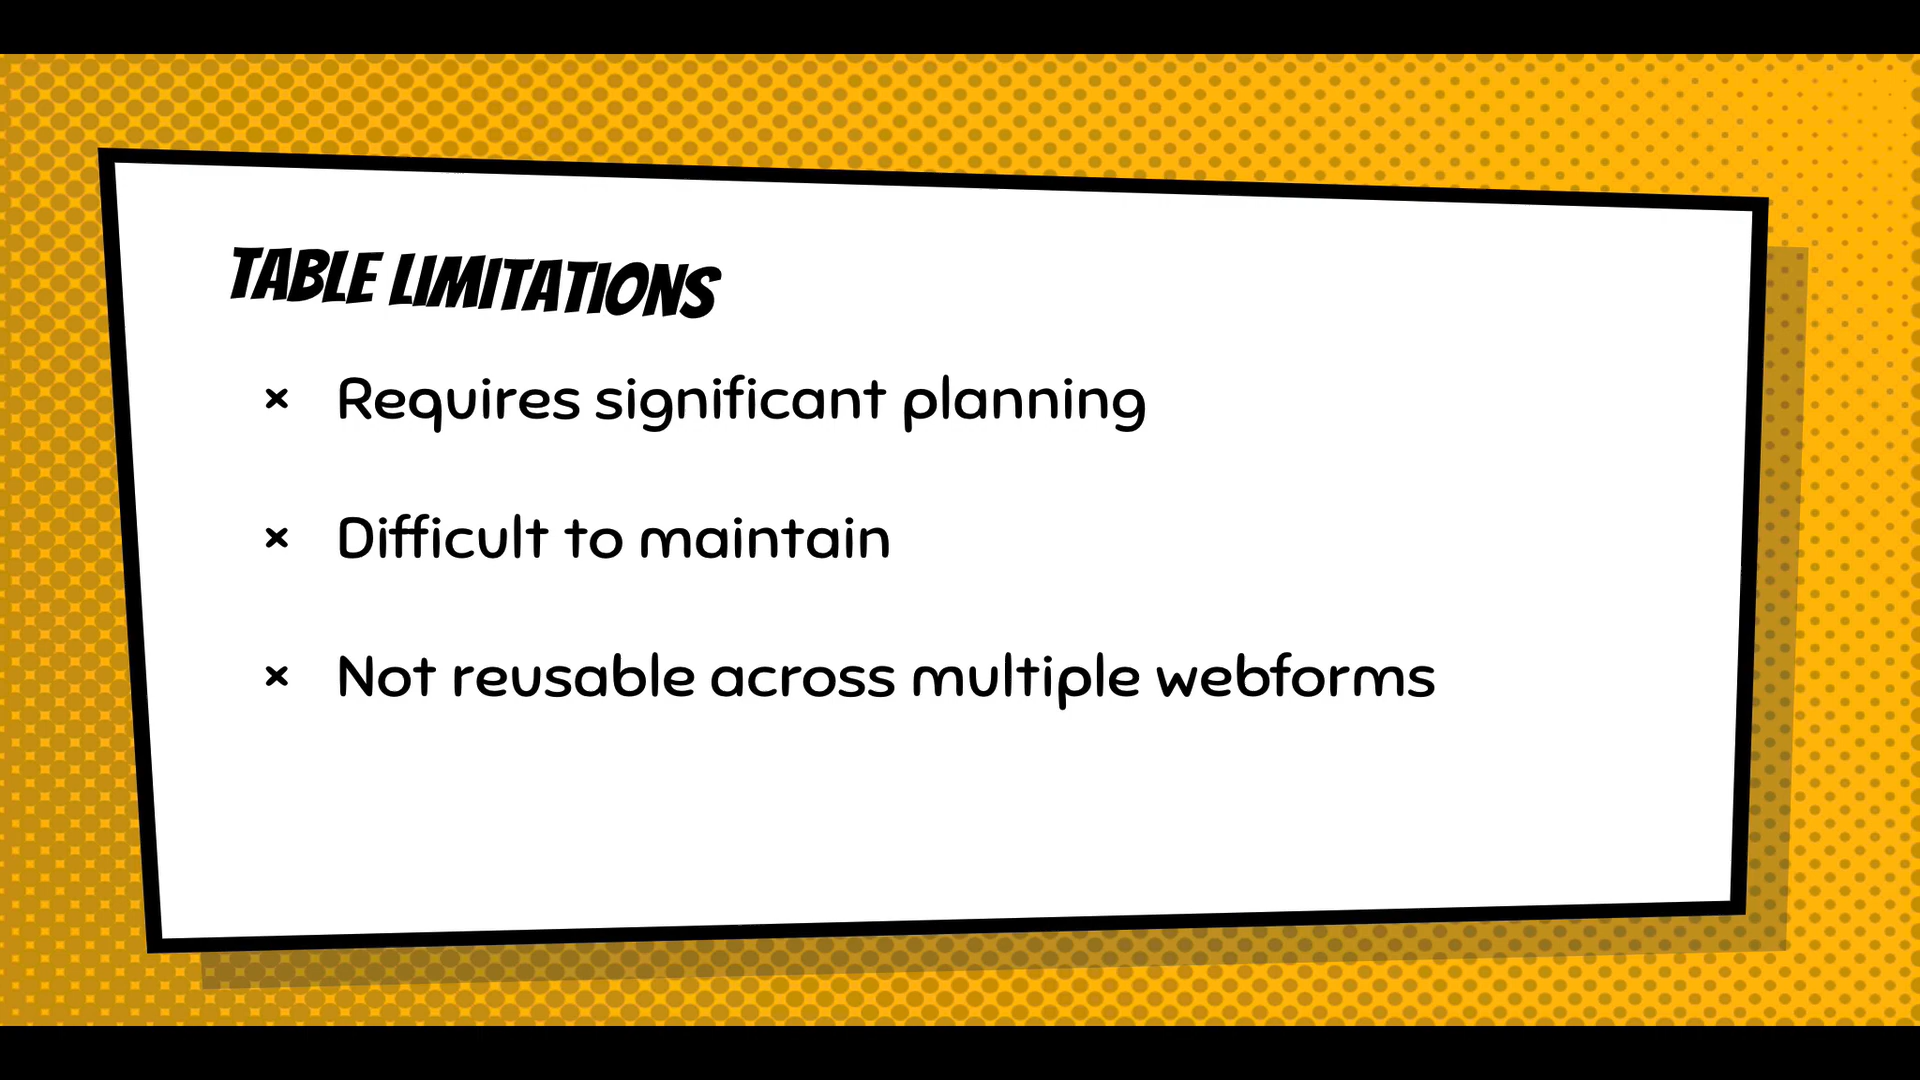 TABLE LIMITATIONS
× Requires significant planning
× Difficult to maintain
× Not reusable across multiple webforms